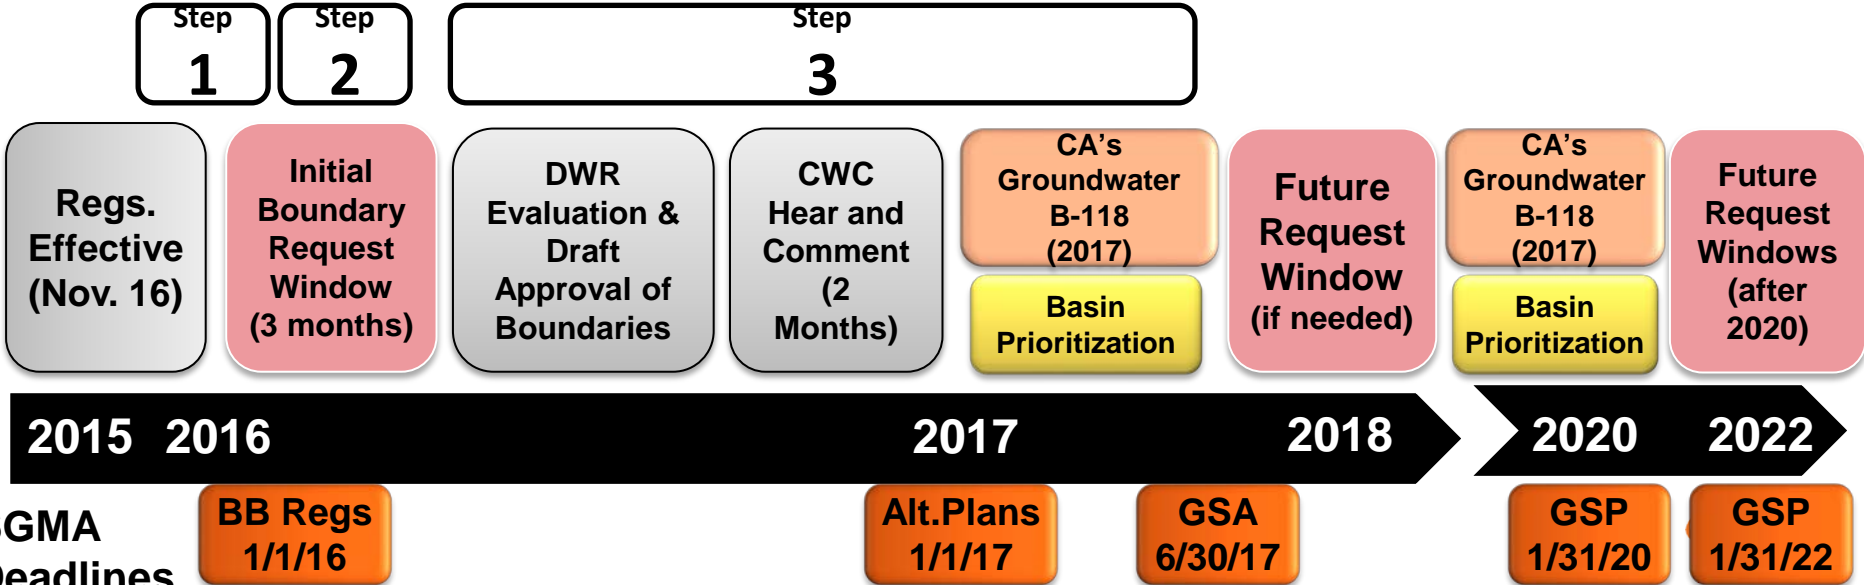 Step
1
Step
2
Step
3
Regs.
Effective
(Nov. 16)
Initial
Boundary
Request
Window
(3 months)
DWR
Evaluation &
Draft
Approval of
Boundaries
CWC
Hear and
Comment
(2
Months)
CA's
Groundwater
B-118
(2017)
Basin
Prioritization
Future
Request
Window
(if needed)
CA's
Groundwater
B-118
(2017)
Basin
Prioritization
Future
Request
Windows
(after
2020)
2015 2016 2017 2018 2020 2022
SGMA
Deadlines
BB Regs
1/1/16
Alt.Plans
1/1/17
GSA
6/30/17
GSP
1/31/20
GSP
1/31/22